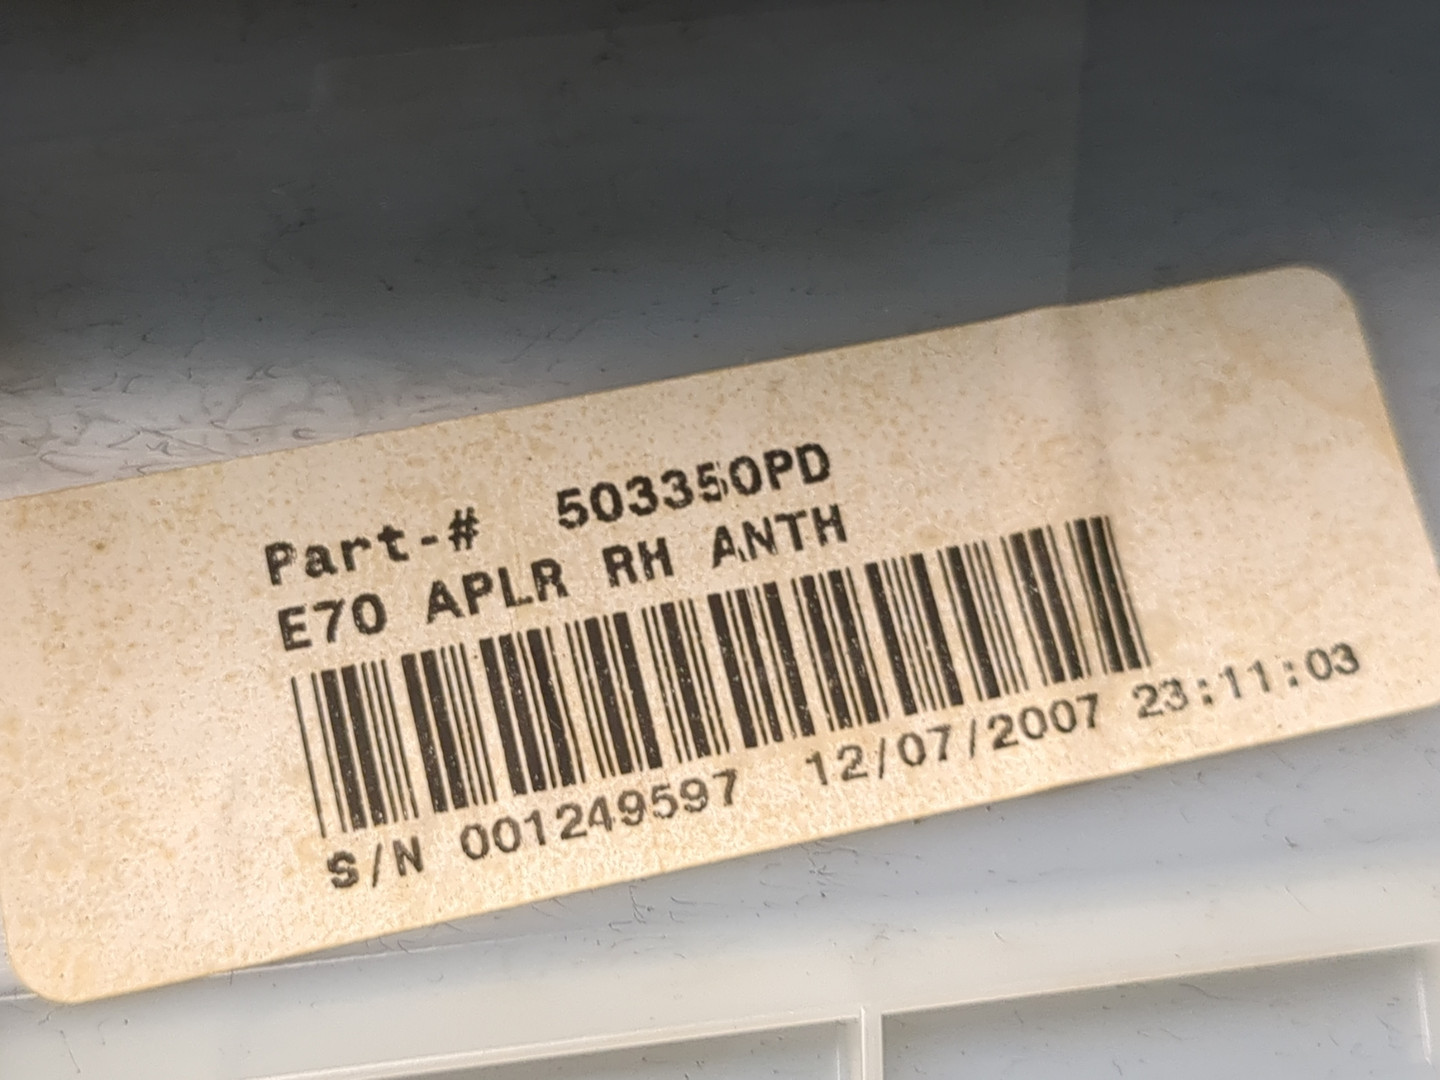 Part-# 503350PD
E70 APLR RH ANTH
S/N 001249597 12/07/2007 23:11:03